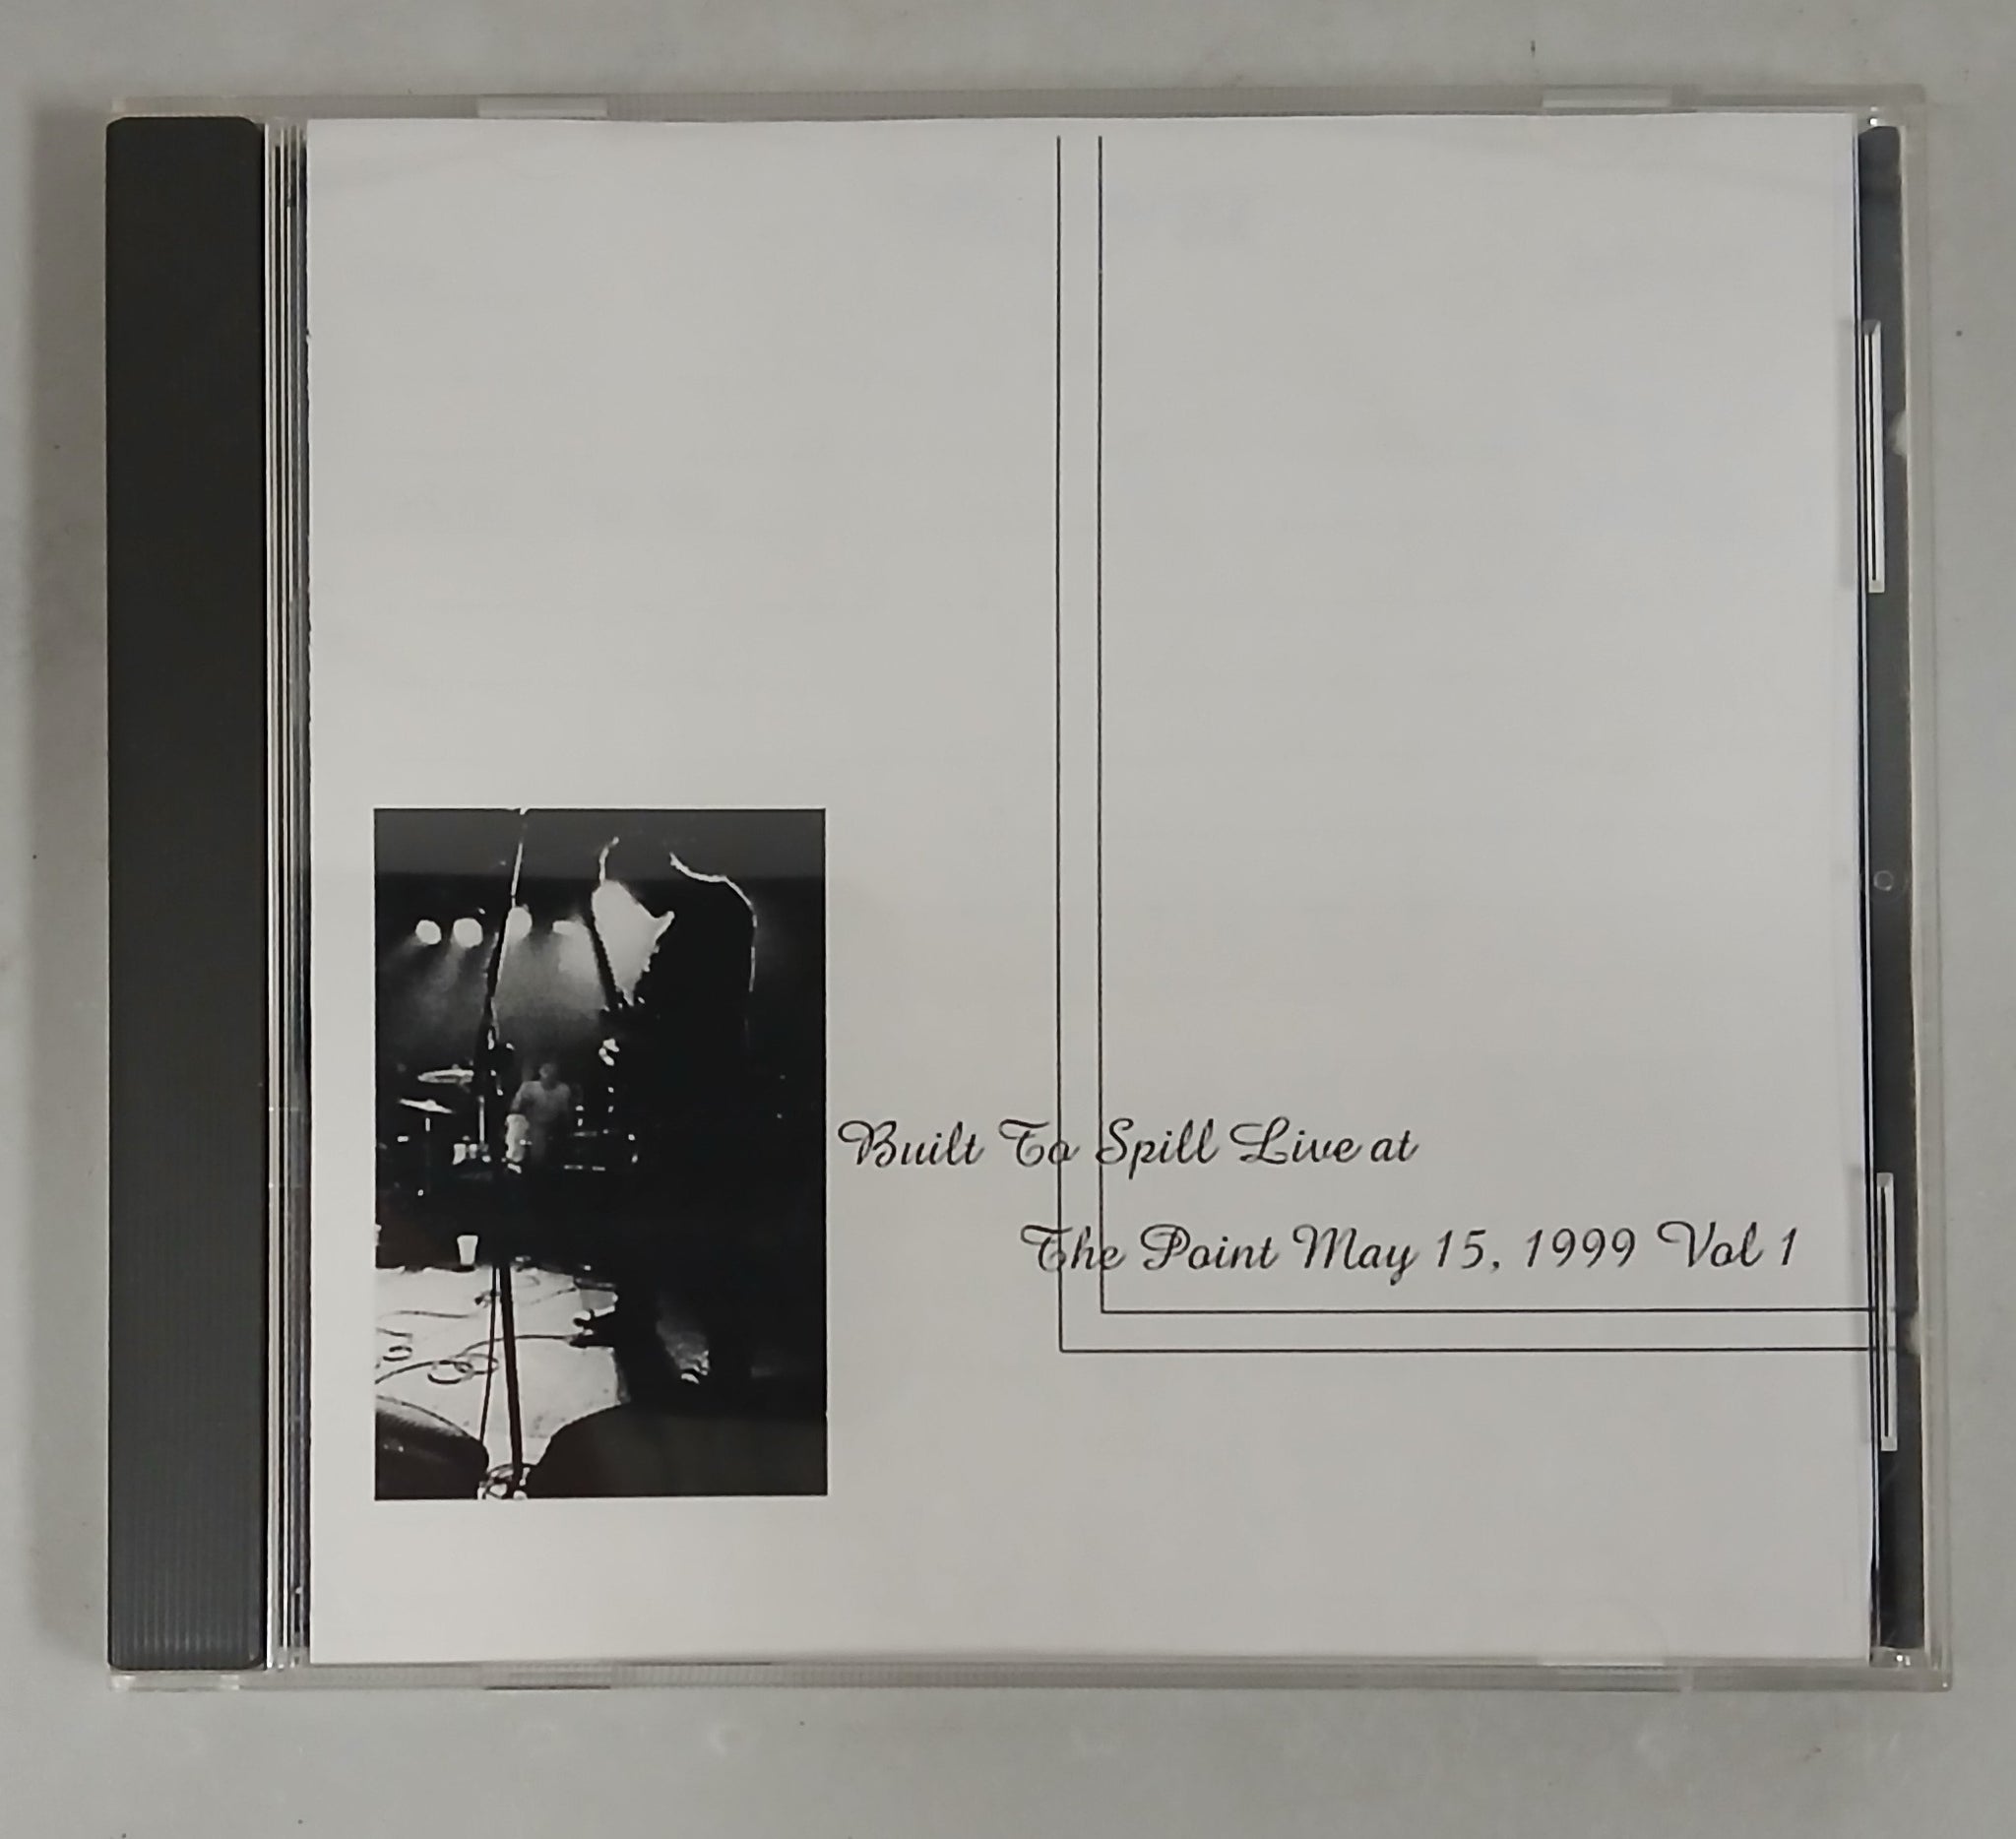 Built To Spill Live at
The Point May 15, 1999 Vol 1